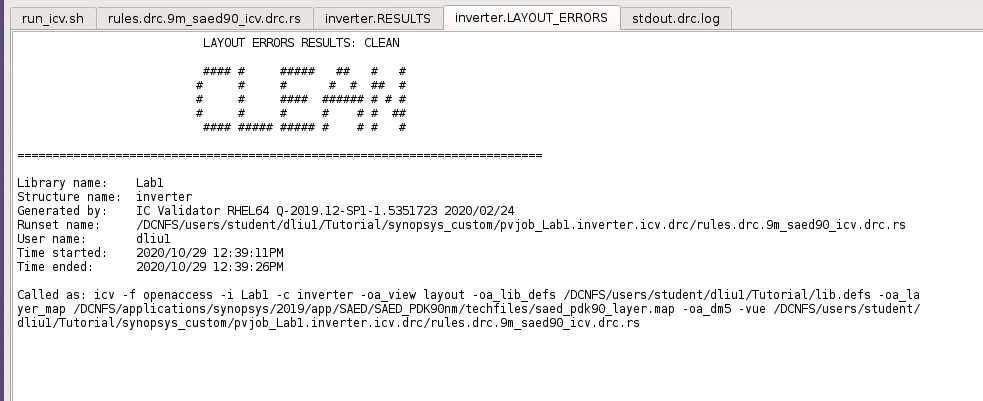 run_icv.sh rules.drc.9m_saed90_icv.drc.rs inverter.RESULTS inverter.LAYOUT_ERRORS stdout.drc.log
LAYOUT ERRORS RESULTS: CLEAN
CLEAN
Library name: Lab1
Structure name: inverter
Generated by: IC Validator RHEL64 Q-2019.12-SP1-1.5351723 2020/02/24
Runset name: /DCNFS/users/student/dliu1/Tutorial/synopsys_custom/pvjob_Lab1.inverter.icv.drc/rules.drc.9m_saed90_icv.drc.rs
User name: dliu1
Time started: 2020/10/29 12:39:11PM
Time ended: 2020/10/29 12:39:26PM
Called as: icv -f openaccess -i Lab1 -c inverter -oa_view layout -oa_lib_defs /DCNFS/users/student/dliu1/Tutorial/lib.defs -oa_la
yer_map /DCNFS/applications/synopsys/2019/app/SAED/SAED_PDK90nm/techfiles/saed_pdk90_layer.map -oa_dm5 -vue /DCNFS/users/student/
dliu1/Tutorial/synopsys_custom/pvjob_Lab1.inverter.icv.drc/rules.drc.9m_saed90_icv.drc.rs